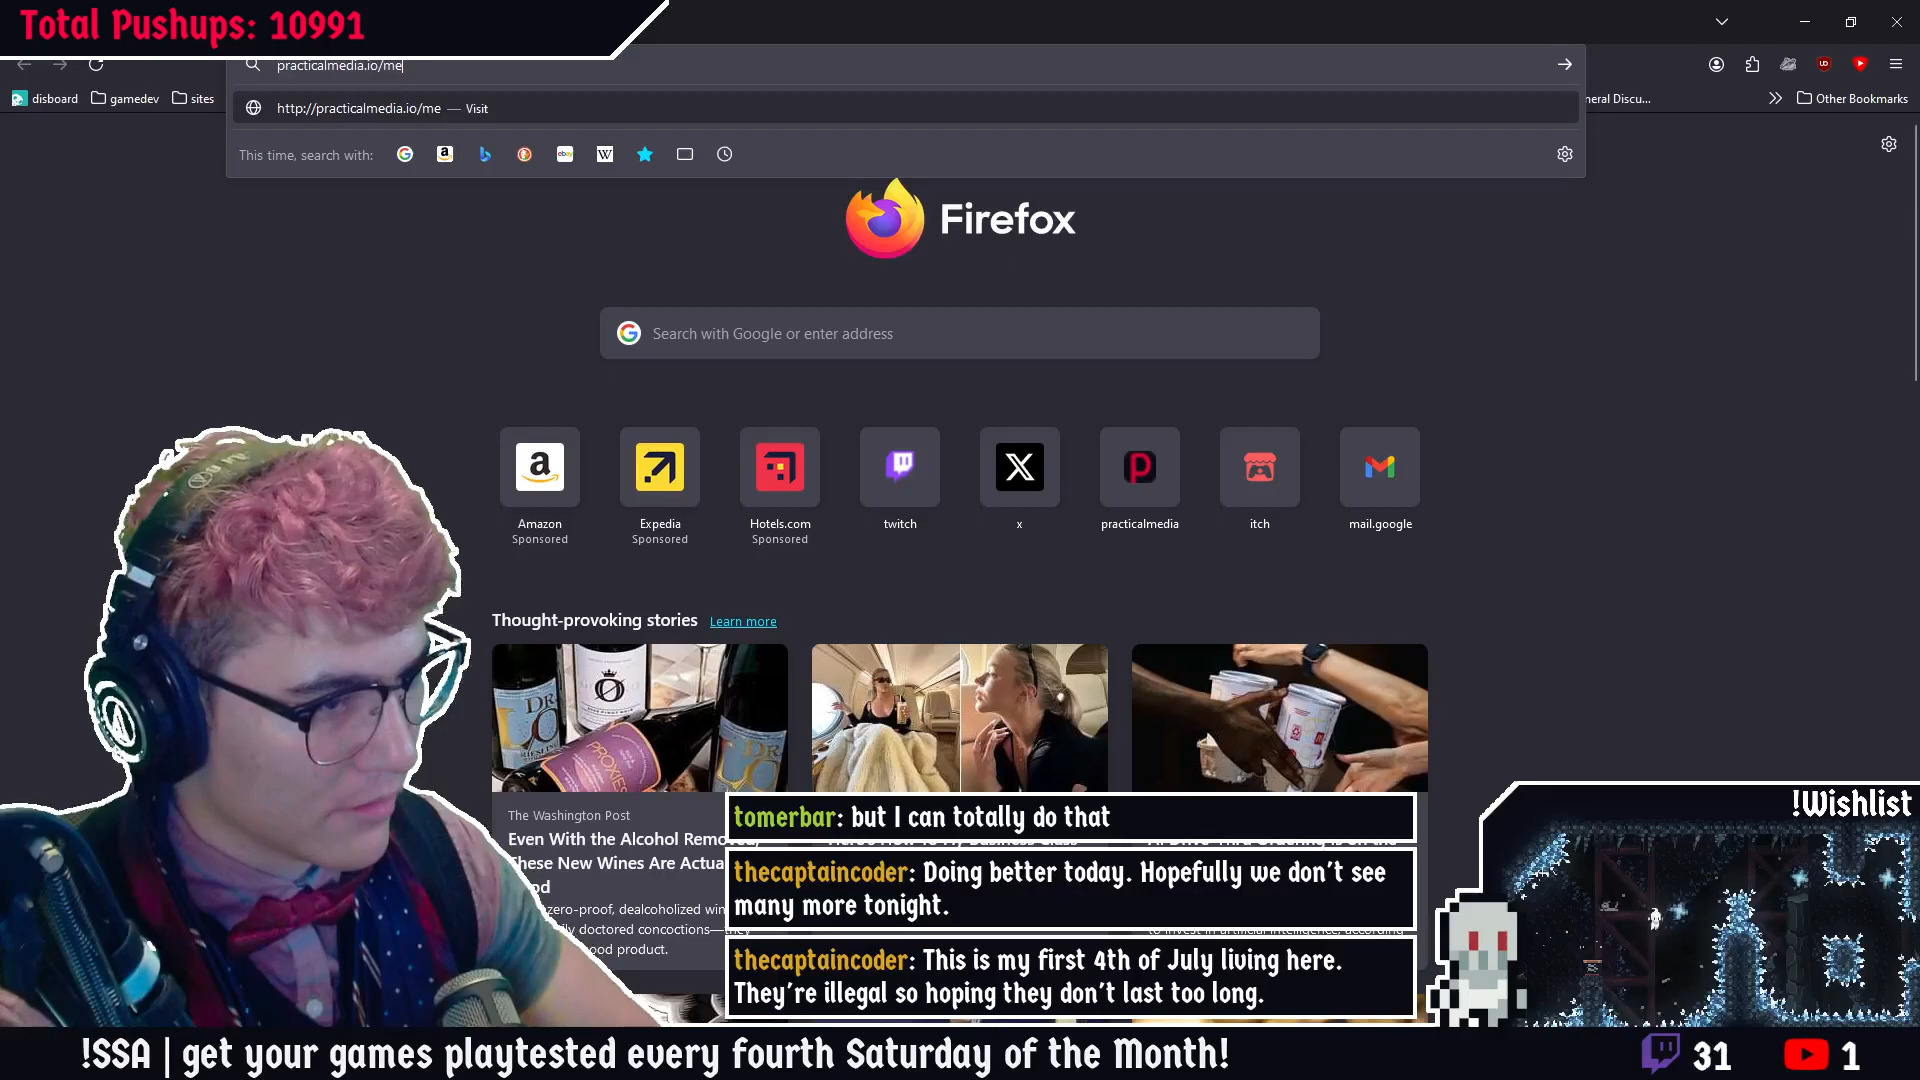 Total Pushups: 10991
practicalmedia.io/me
disboard
gamedev
sites
neral Discu...
Other Bookmarks
http://practicalmedia.io/me — Visit
This time, search with:
Firefox
Search with Google or enter address
Amazon
Sponsored
Expedia
Sponsored
Hotels.com
Sponsored
twitch
x
practicalmedia
itch
mail.google
Thought-provoking stories Learn more
The Washington Post
Even With the Alcohol Remo
These New Wines Are Actua
zero-proof, dealcoholized win
doctored concoctions—they
ood product.
tomerbar: but I can totally do that
thecaptaincoder: Doing better today. Hopefully we don't see
many more tonight.
thecaptaincoder: This is my first 4th of July living here.
They're illegal so hoping they don't last too long.
!Wishlist
!SSA | get your games playtested every fourth Saturday of the Month!
31
1